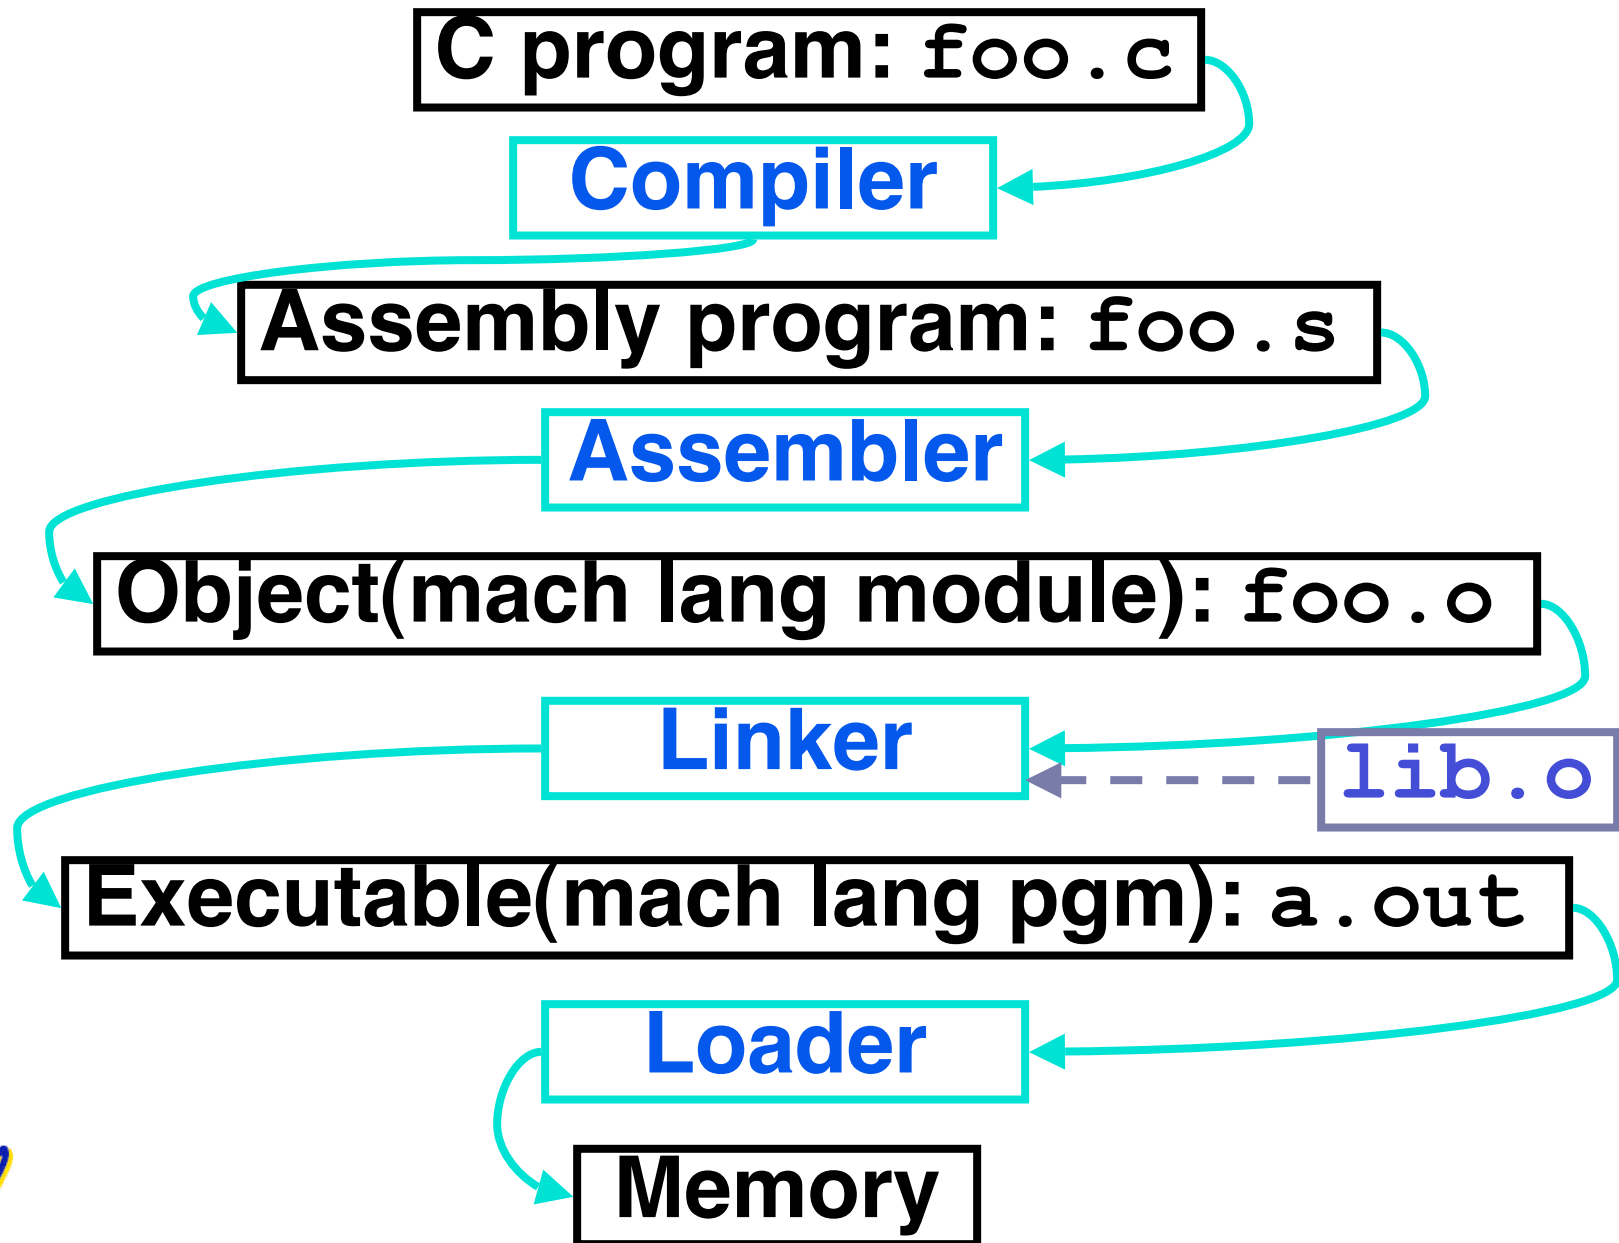 C program: foo.c
Compiler
Assembly program: foo.s
Assembler
Object(mach lang module): foo.o
Linker
lib.o
Executable(mach lang pgm): a.out
Loader
Memory